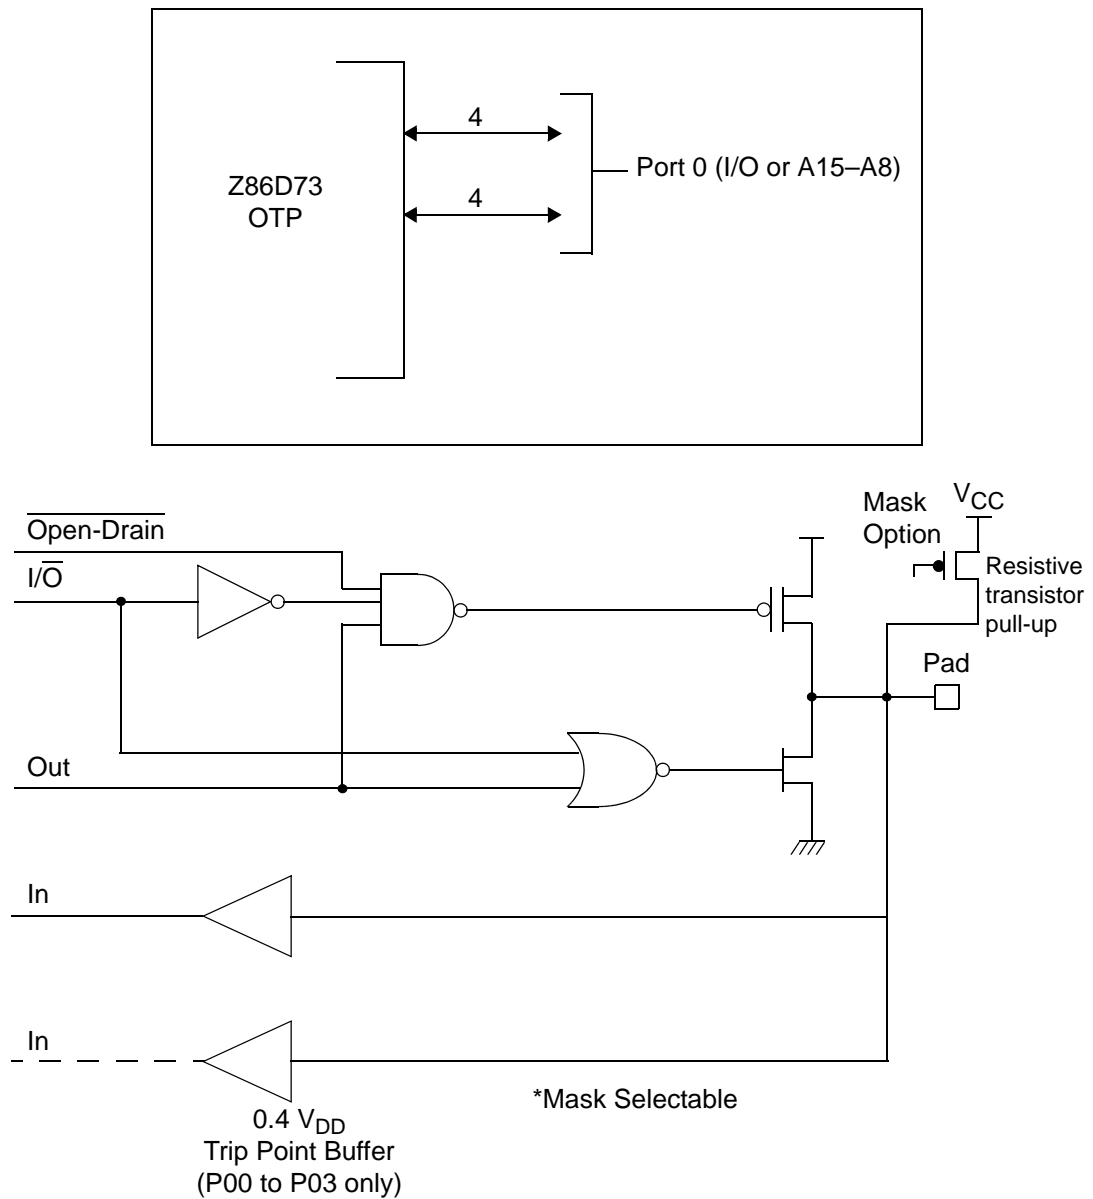 4
Z86D73
OTP
4
Port 0 (I/O or A15–A8)
Open-Drain
I/O
Mask
Option
VCC
Resistive
transistor
pull-up
Pad
Out
In
In
*Mask Selectable
0.4 VDD
Trip Point Buffer
(P00 to P03 only)